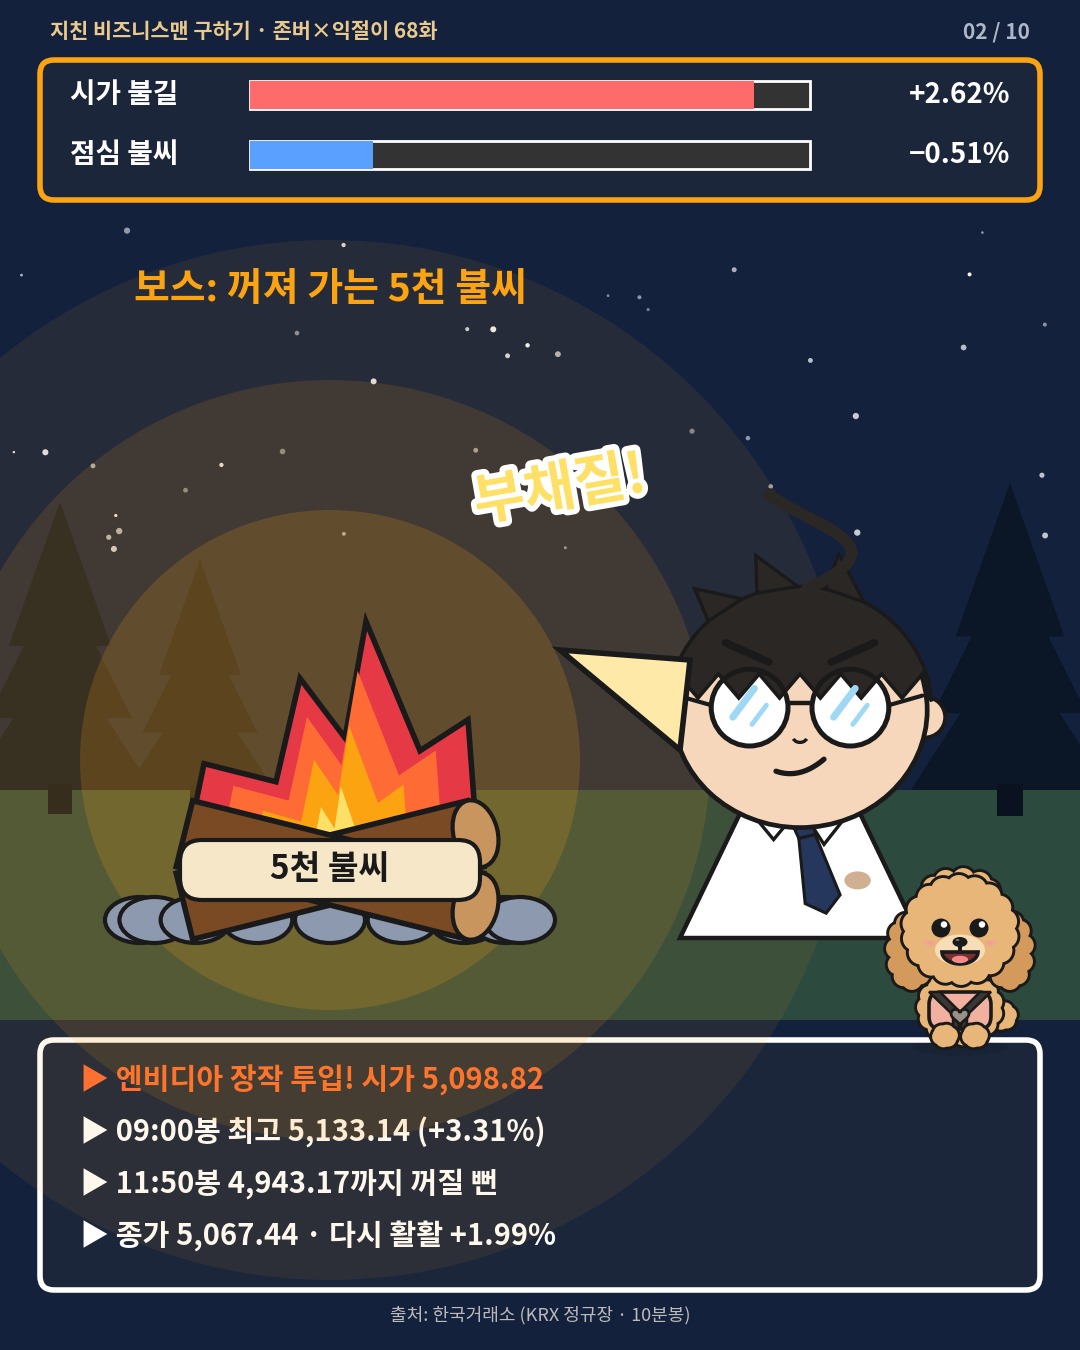 지친 비즈니스맨 구하기 · 존버×익절이 68화
02 / 10
시가 불길 +2.62%
점심 불씨 −0.51%
보스: 꺼져 가는 5천 불씨
부채질!
5천 불씨
▶ 엔비디아 장작 투입! 시가 5,098.82
▶ 09:00봉 최고 5,133.14 (+3.31%)
▶ 11:50봉 4,943.17까지 꺼질 뻔
▶ 종가 5,067.44 · 다시 활활 +1.99%
출처: 한국거래소 (KRX 정규장 · 10분봉)